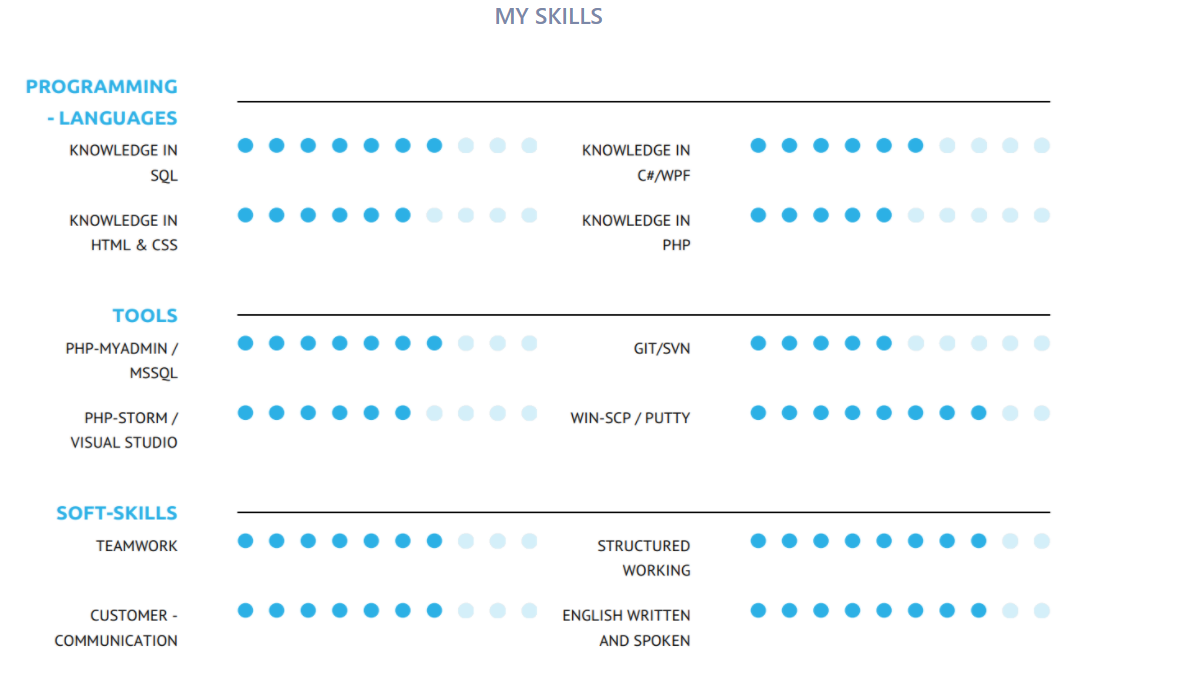 MY SKILLS
PROGRAMMING
- LANGUAGES
KNOWLEDGE IN
SQL
KNOWLEDGE IN
C#/WPF
KNOWLEDGE IN
HTML & CSS
KNOWLEDGE IN
PHP
TOOLS
PHP-MYADMIN /
MSSQL
GIT/SVN
PHP-STORM /
VISUAL STUDIO
WIN-SCP / PUTTY
SOFT-SKILLS
TEAMWORK
STRUCTURED
WORKING
CUSTOMER -
COMMUNICATION
ENGLISH WRITTEN
AND SPOKEN